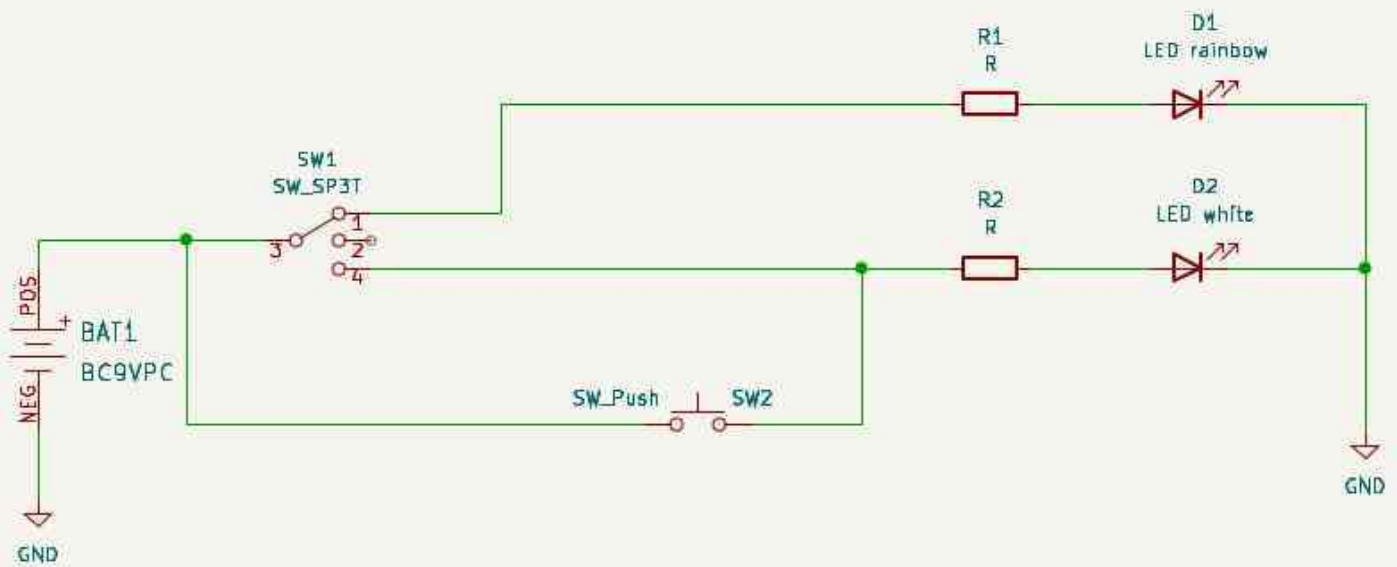 D1
LED rainbow
R1
R
SW1
SW_SP3T
1
3
2
4
D2
LED white
R2
R
POS
+
BAT1
BC9VPC
NEG
SW_Push
SW2
GND
GND